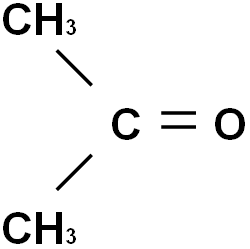 CH₃
C = O
CH₃